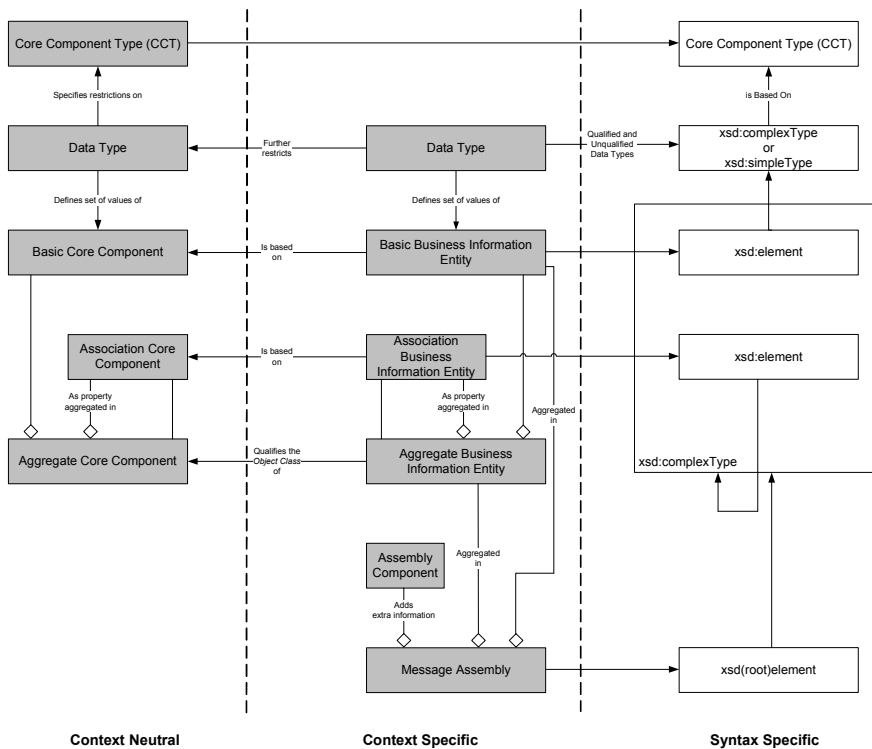 Core Component Type (CCT)
Core Component Type (CCT)
Specifies restrictions on
is Based On
Data Type
Further
restricts
Data Type
Qualified and
Unqualified
Data Types
xsd:complexType
or
xsd:simpleType
Defines set of values of
Defines set of values of
Basic Core Component
Is based
on
Basic Business Information
Entity
xsd:element
Association Core
Component
Is based
on
Association
Business
Information Entity
xsd:element
As property
aggregated in
As property
aggregated in
Aggregated
in
Aggregate Core Component
Qualifies the
Object Class
of
Aggregate Business
Information Entity
xsd:complexType
Assembly
Component
Aggregated
in
Adds
extra information
Message Assembly
xsd(root)element
Context Neutral
Context Specific
Syntax Specific